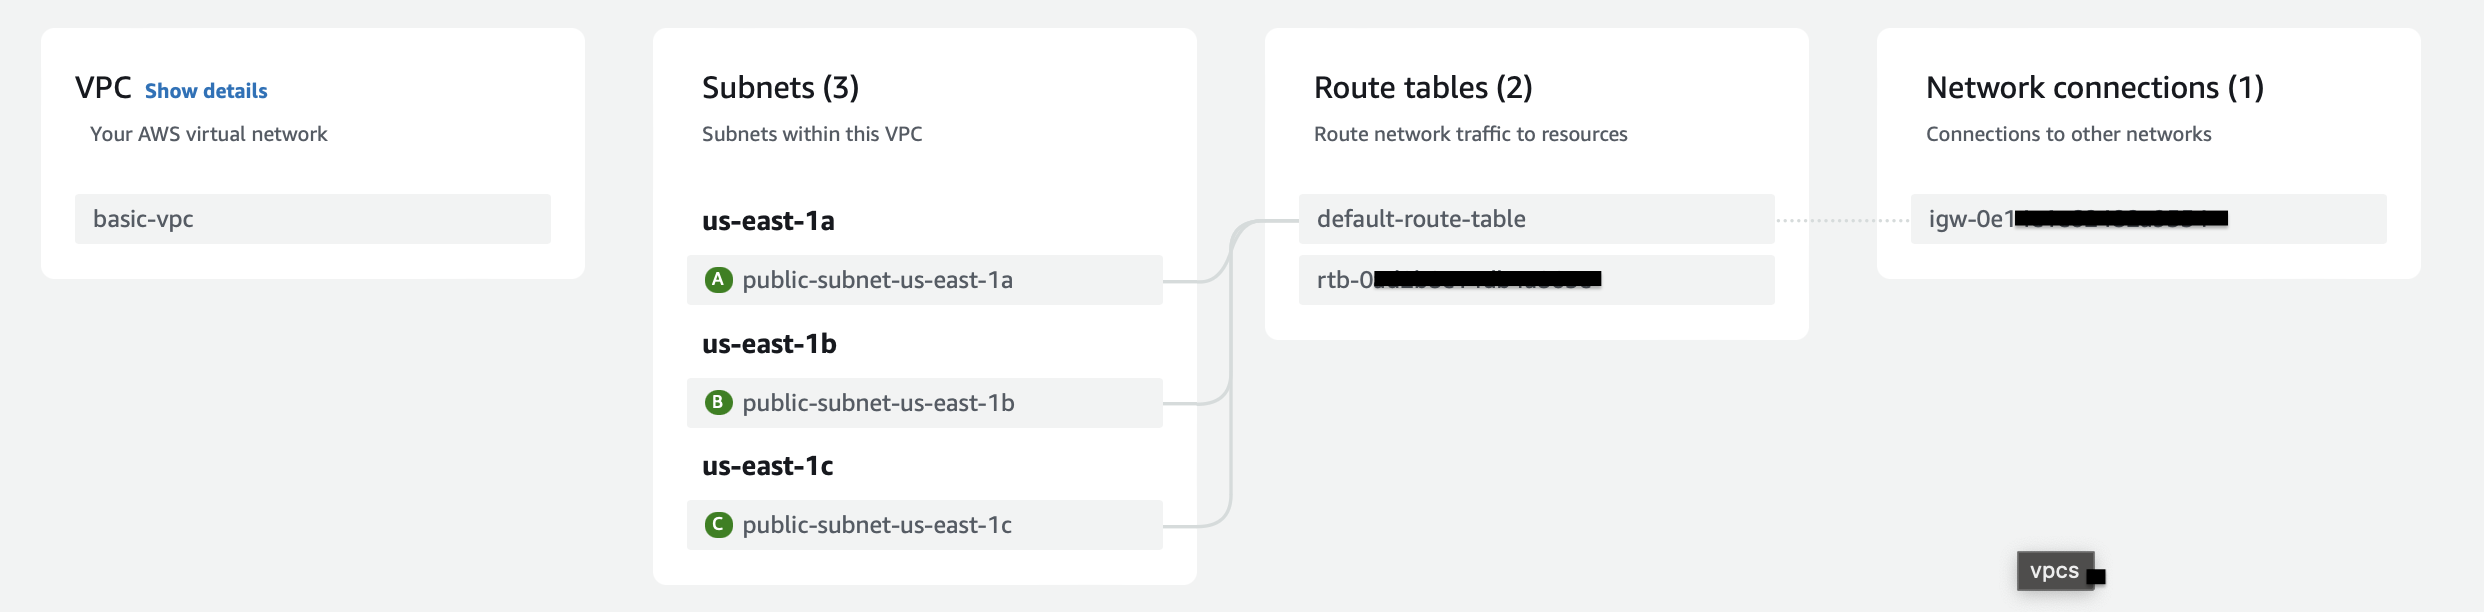 VPC Show details
Your AWS virtual network
basic-vpc
Subnets (3)
Subnets within this VPC
us-east-1a
A public-subnet-us-east-1a
us-east-1b
B public-subnet-us-east-1b
us-east-1c
C public-subnet-us-east-1c
Route tables (2)
Route network traffic to resources
default-route-table
rtb-0
Network connections (1)
Connections to other networks
igw-0e1
vpcs